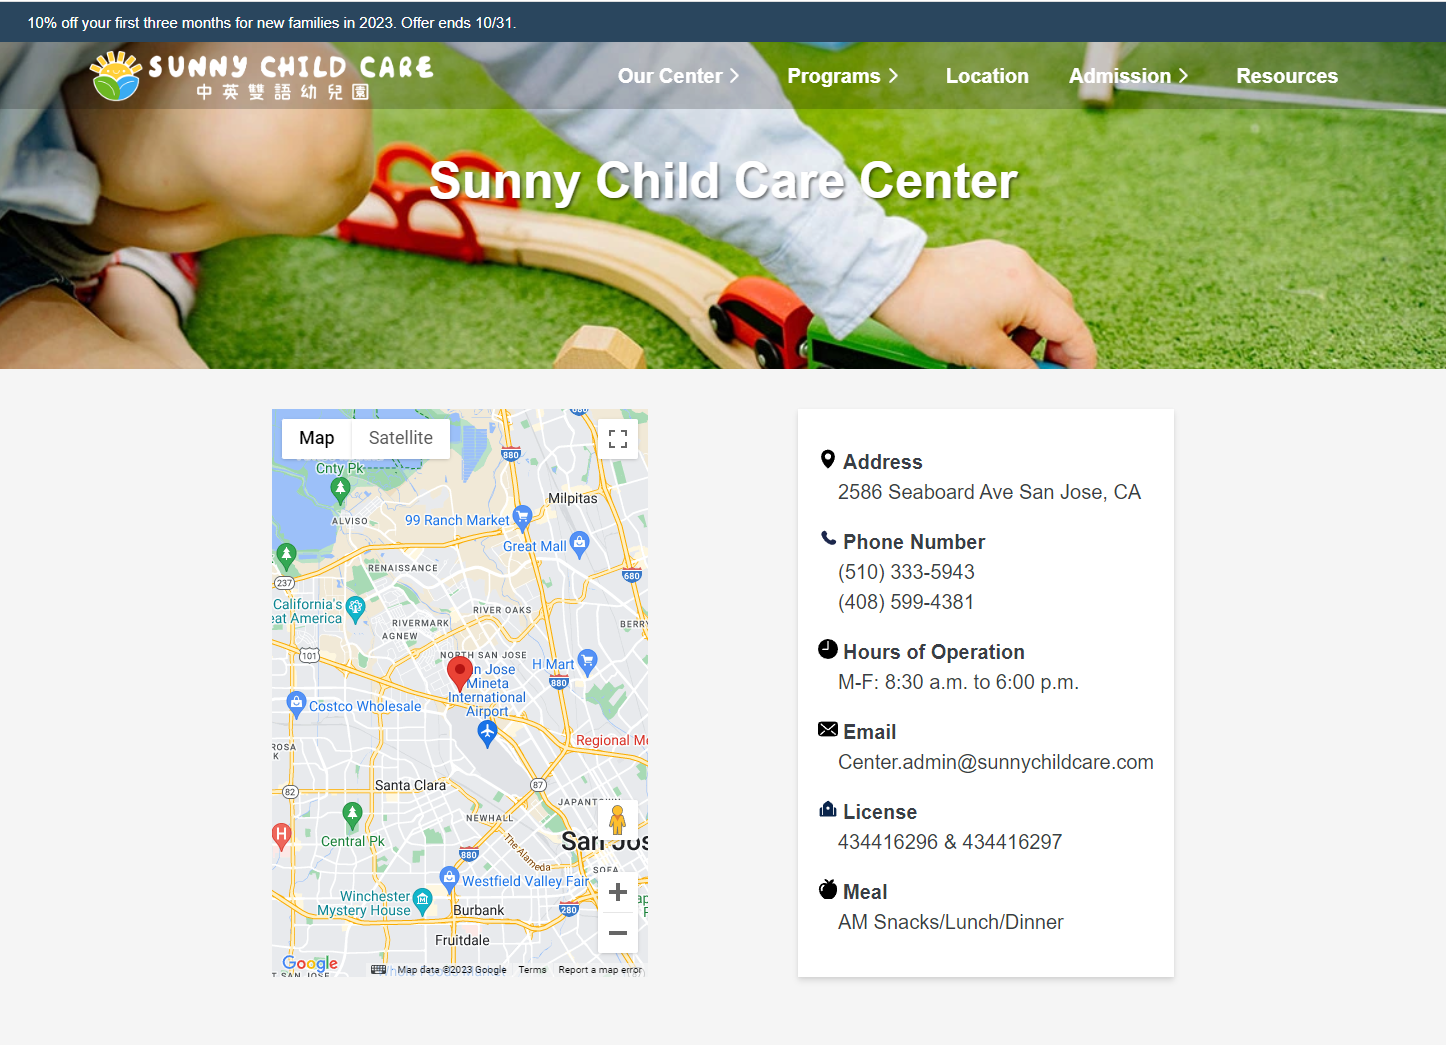 10% off your first three months for new families in 2023. Offer ends 10/31.
SUNNY CHILD CARE
中英雙語幼兒園
Our Center
Programs
Location
Admission
Resources
Sunny Child Care Center
Map
Satellite
880
Cnty Pk
Milpitas
ALVISO
99 Ranch Market
Great Mall
RENAISSANCE
680
237
California's
eat America
RIVER OAKS
RIVERMARK
AGNEW
BERRY
101
NORTH SAN JOSE
n Jose
Mineta
International
Airport
H Mart
880
Costco Wholesale
Regional Me
ROSA
K
Santa Clara
87
82
JAPANTOWN
NEWHALL
H
Central Pk
The Alameda
San Jos
880
SOFA
Westfield Valley Fair
Winchester
Mystery House
Burbank
280
Fruitdale
Google
T SAN JOSE
Map data ©2023 Google
Terms
Report a map error
Address
2586 Seaboard Ave San Jose, CA
Phone Number
(510) 333-5943
(408) 599-4381
Hours of Operation
M-F: 8:30 a.m. to 6:00 p.m.
Email
Center.admin@sunnychildcare.com
License
434416296 & 434416297
Meal
AM Snacks/Lunch/Dinner